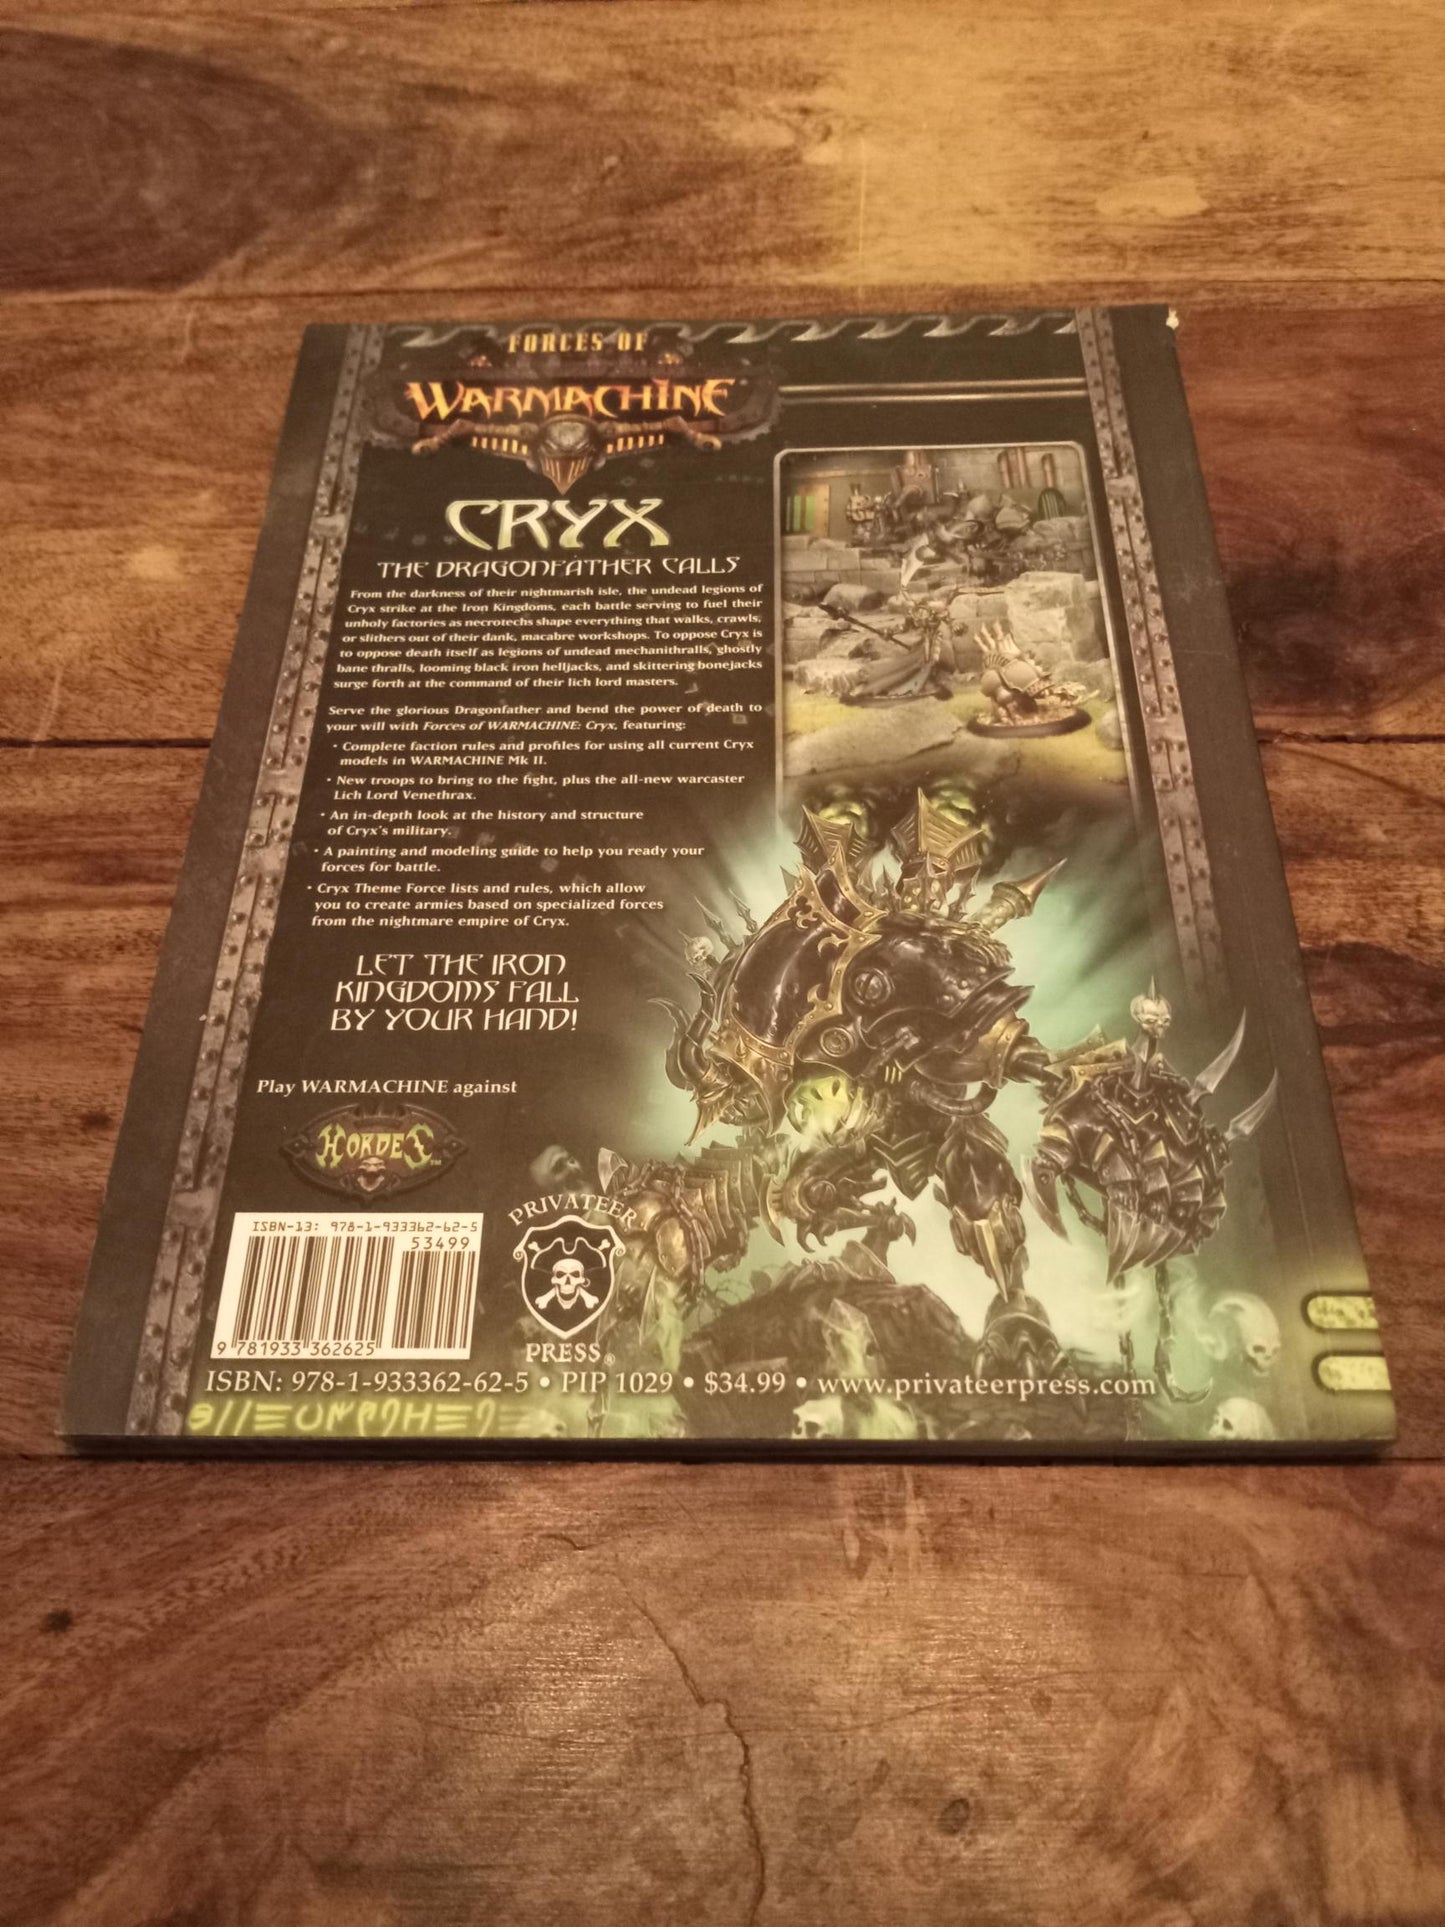 FORCES OF
WARMACHINE
CRYX
THE DRAGONFATHER CALLS
From the darkness of their nightmarish isle, the undead legions of
Cryx strike at the Iron Kingdoms, each battle serving to fuel their
unholy factories as necrotechs shape everything that walks, crawls,
or slithers out of their dank, macabre workshops. To oppose Cryx is
to oppose death itself as legions of undead mechanithralls, ghostly
bane thralls, looming black iron helljacks, and skittering bonejacks
surge forth at the command of their lich lord masters.
Serve the glorious Dragonfather and bend the power of death to
your will with Forces of WARMACHINE: Cryx, featuring:
• Complete faction rules and profiles for using all current Cryx
models in WARMACHINE Mk II.
• New troops to bring to the fight, plus the all-new warcaster
Lich Lord Venethrax.
• An in-depth look at the history and structure
of Cryx's military.
• A painting and modeling guide to help you ready your
forces for battle.
• Cryx Theme Force lists and rules, which allow
you to create armies based on specialized forces
from the nightmare empire of Cryx.
LET THE IRON
KINGDOMS FALL
BY YOUR HAND!
Play WARMACHINE against
HORDES™
PRIVATEER
PRESS®
ISBN-13: 978-1-933362-62-5
53499
9 781933 362625
ISBN: 978-1-933362-62-5 • PIP 1029 • $34.99 • www.privateerpress.com